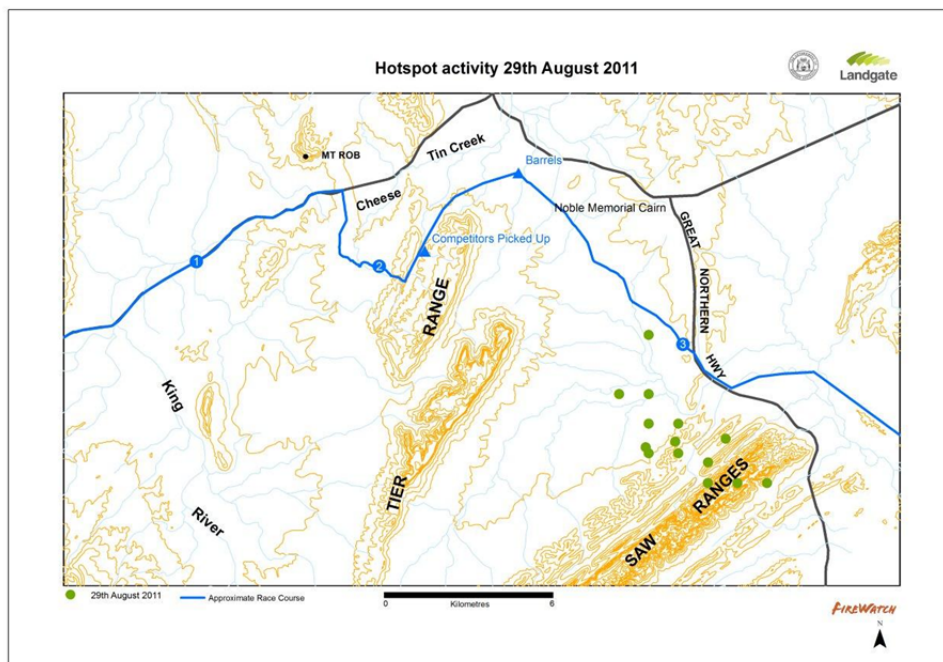 Hotspot activity 29th August 2011
Landgate
MT ROB
Tin Creek
Cheese
Barrels
Noble Memorial Cairn
GREAT
NORTHERN
HWY
Competitors Picked Up
1
2
3
RANGE
King
River
TIER
SAW
RANGES
29th August 2011
Approximate Race Course
0
6
Kilometres
FIREWATCH
N